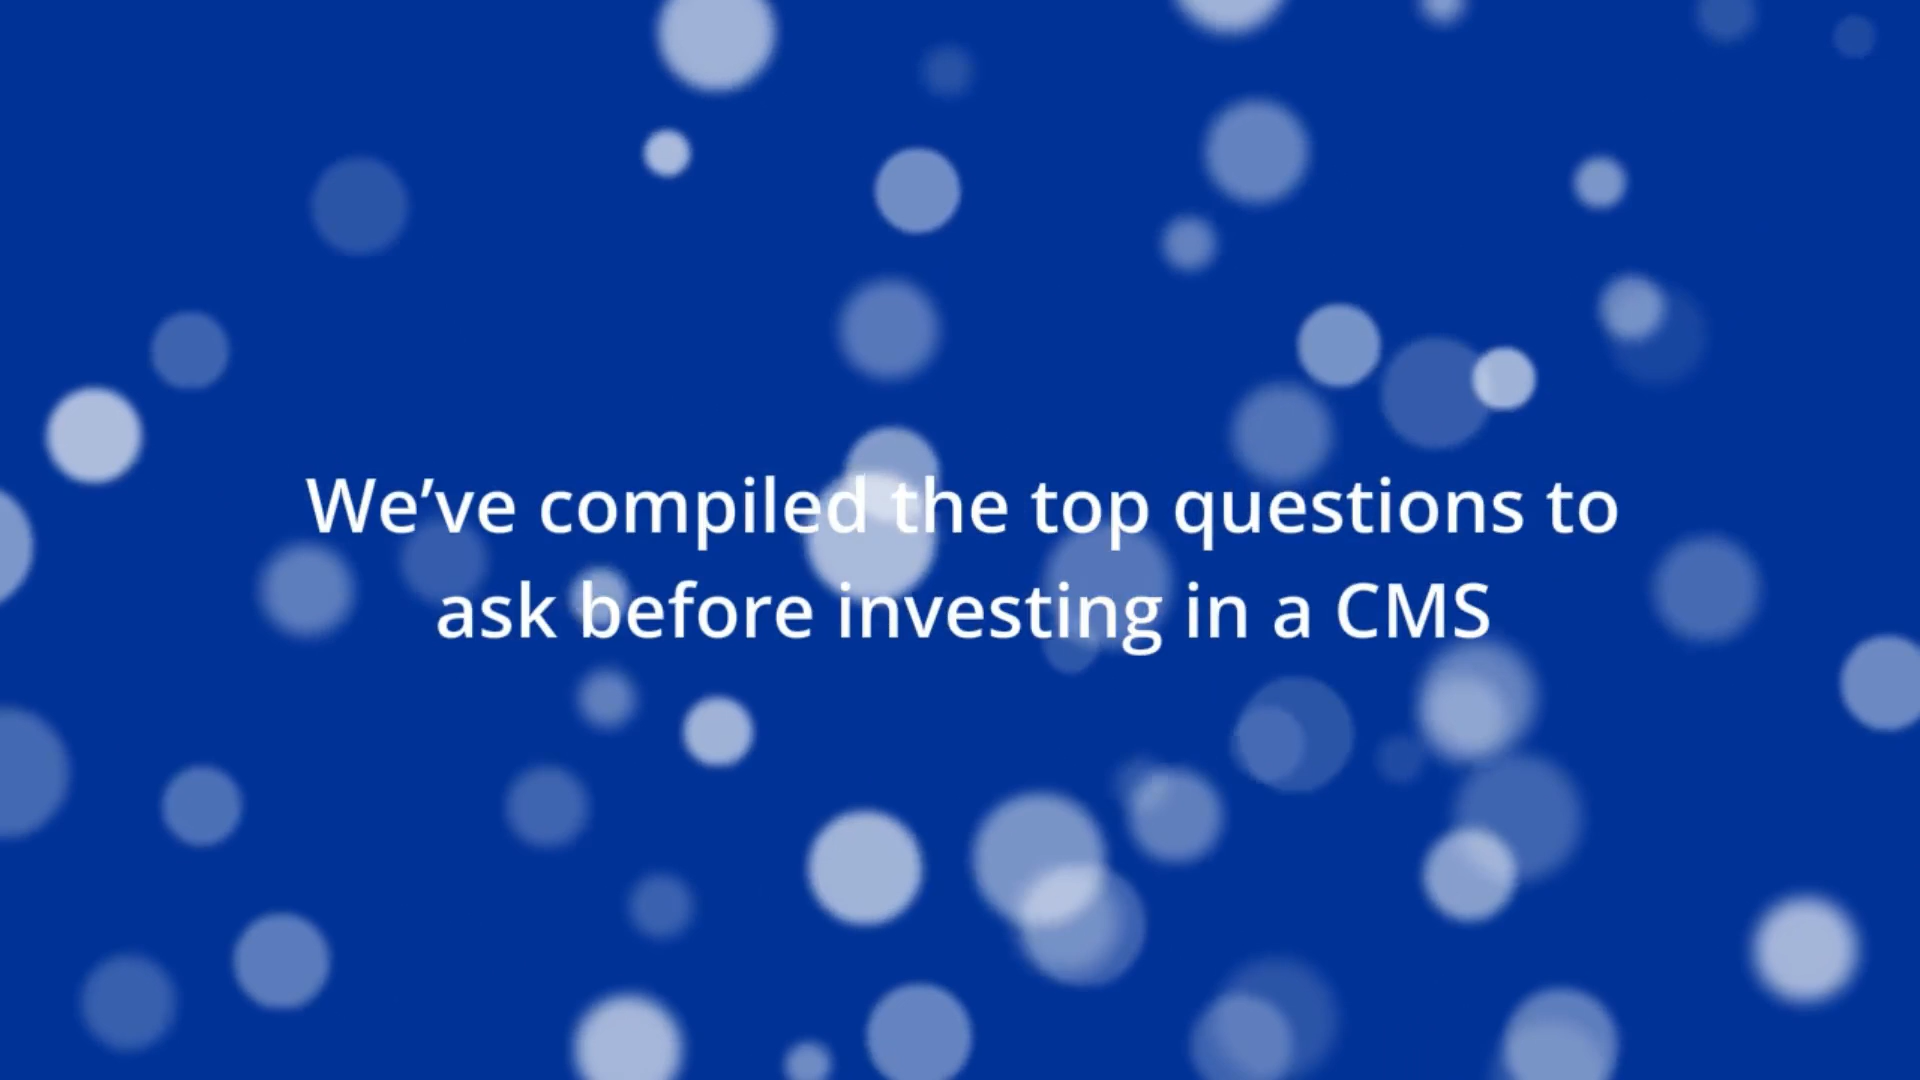 We’ve compiled the top questions to
ask before investing in a CMS